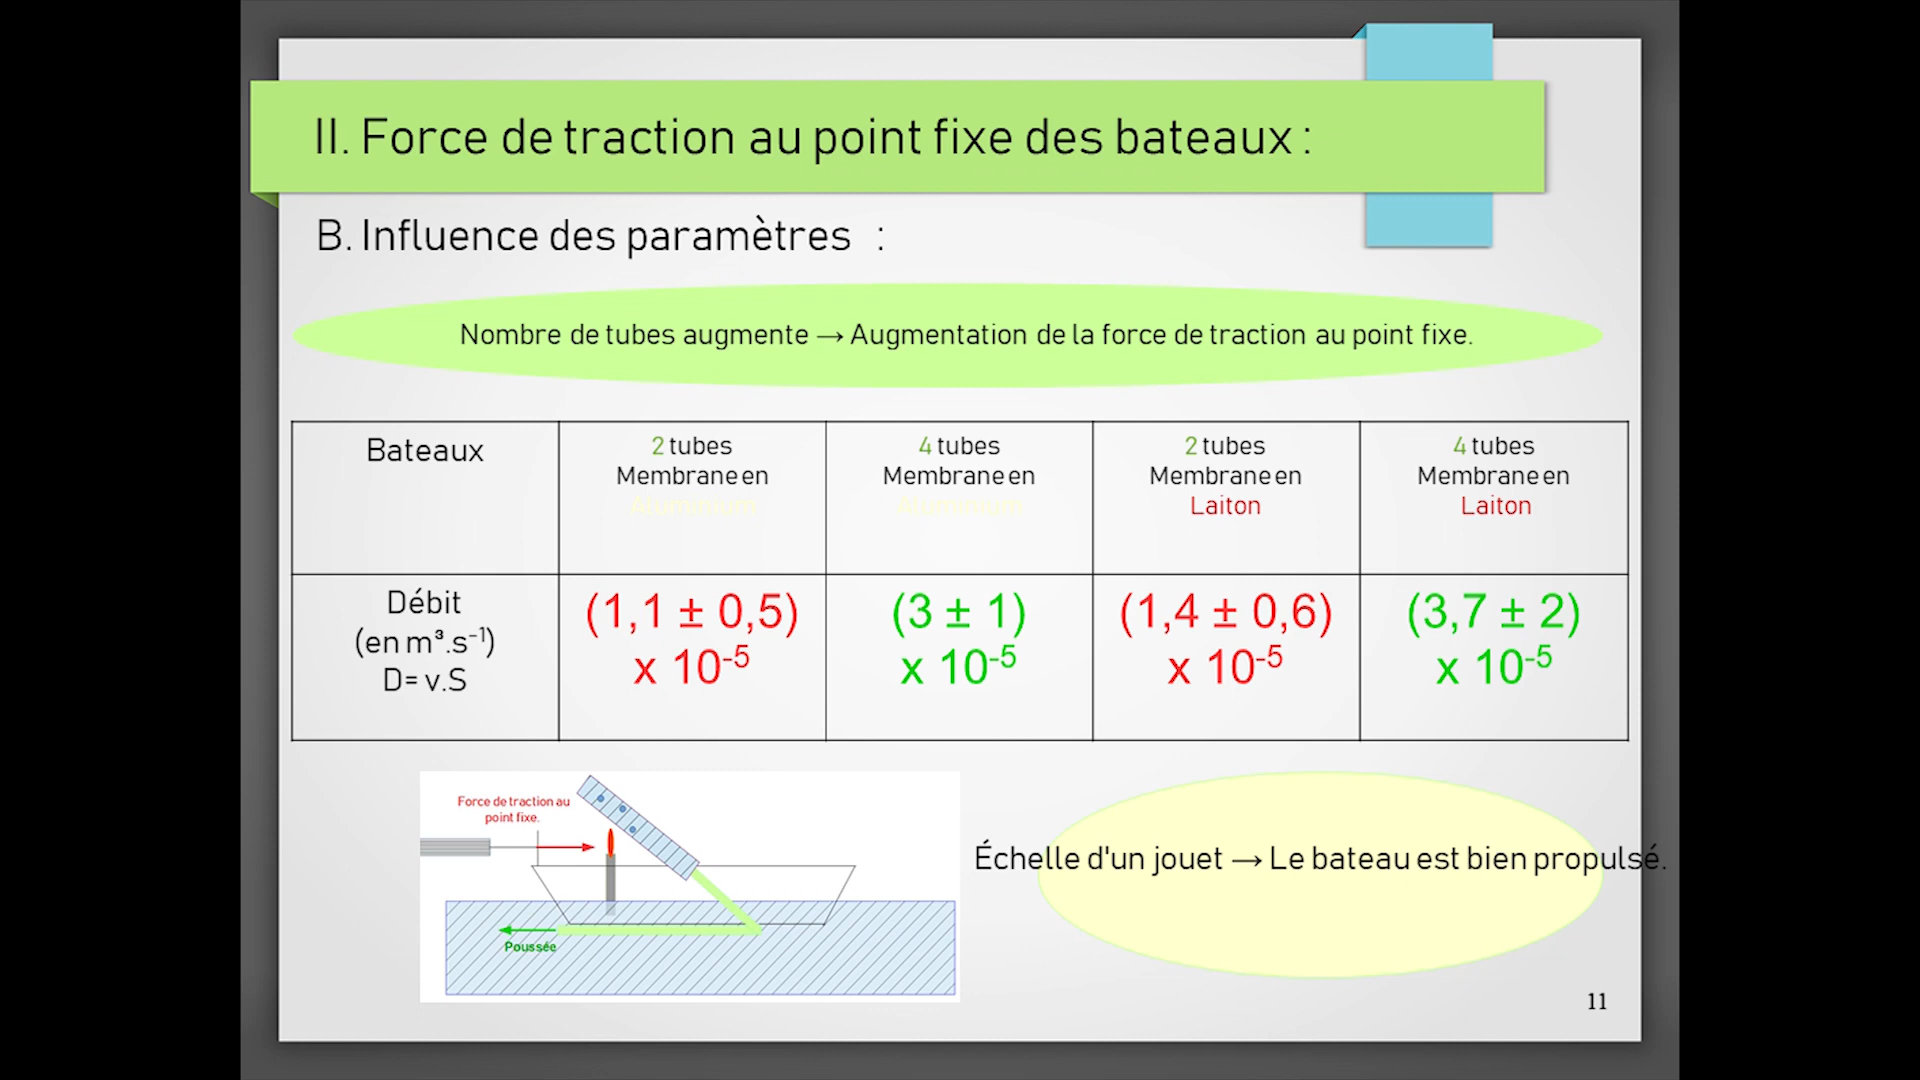 II. Force de traction au point fixe des bateaux :
B. Influence des paramètres :
Nombre de tubes augmente → Augmentation de la force de traction au point fixe.
Bateaux
2 tubes
Membrane en
Aluminium
4 tubes
Membrane en
Aluminium
2 tubes
Membrane en
Laiton
4 tubes
Membrane en
Laiton
Débit
(en m³.s⁻¹)
D= v.S
(1,1 ± 0,5)
x 10⁻⁵
(3 ± 1)
x 10⁻⁵
(1,4 ± 0,6)
x 10⁻⁵
(3,7 ± 2)
x 10⁻⁵
Force de traction au
point fixe.
Poussée
Échelle d'un jouet → Le bateau est bien propulsé.
11